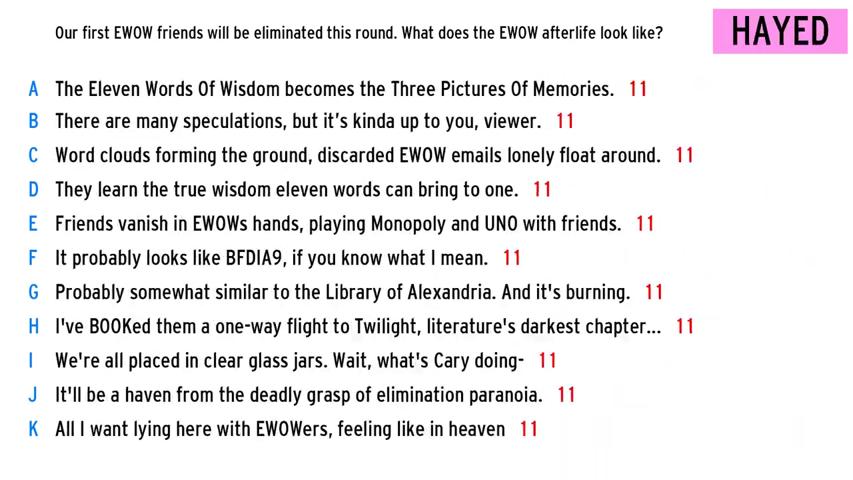 Our first EWOW friends will be eliminated this round. What does the EWOW afterlife look like?
HAYED
A The Eleven Words Of Wisdom becomes the Three Pictures Of Memories. 11
B There are many speculations, but it’s kinda up to you, viewer. 11
C Word clouds forming the ground, discarded EWOW emails lonely float around. 11
D They learn the true wisdom eleven words can bring to one. 11
E Friends vanish in EWOWs hands, playing Monopoly and UNO with friends. 11
F It probably looks like BFDIA9, if you know what I mean. 11
G Probably somewhat similar to the Library of Alexandria. And it's burning. 11
H I've BOOKed them a one-way flight to Twilight, literature's darkest chapter... 11
I We're all placed in clear glass jars. Wait, what's Cary doing- 11
J It'll be a haven from the deadly grasp of elimination paranoia. 11
K All I want lying here with EWOWers, feeling like in heaven 11